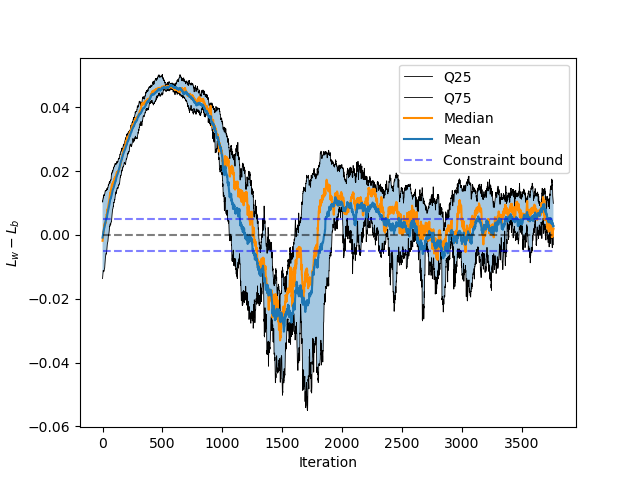 Q25
Q75
Median
Mean
Constraint bound
0.04
0.02
0.00
−0.02
−0.04
−0.06
L_w − L_b
0 500 1000 1500 2000 2500 3000 3500
Iteration